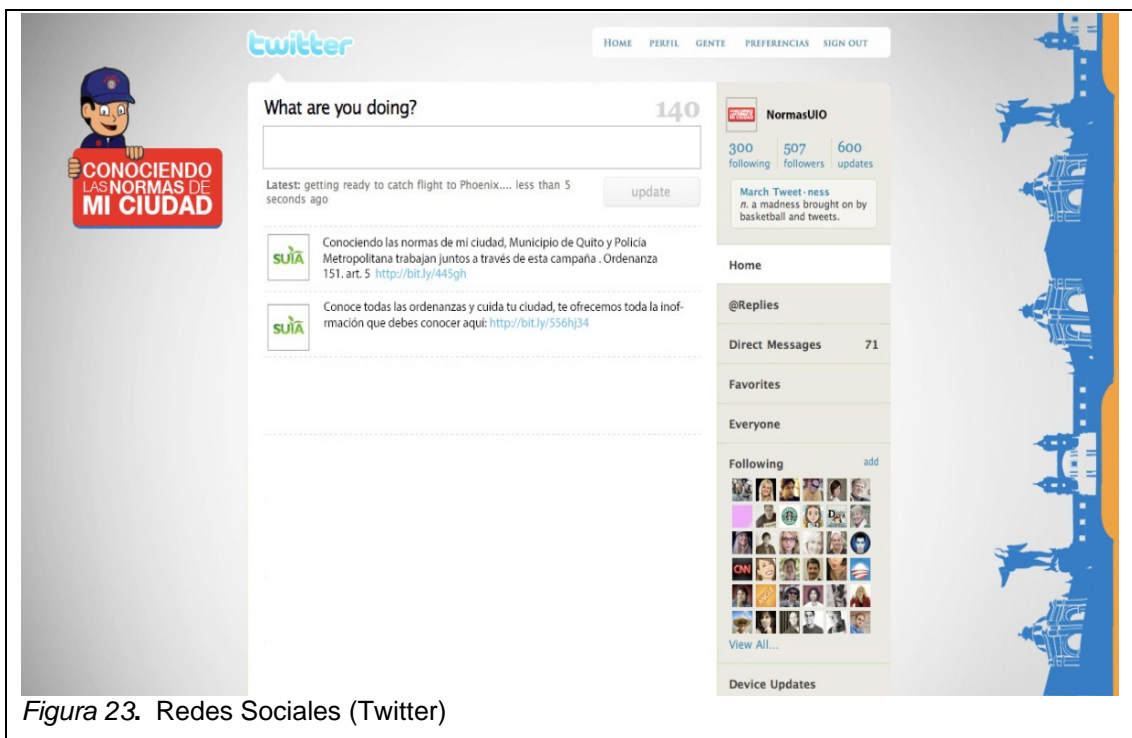 twitter
HOME PERFIL GENTE PREFERENCIAS SIGN OUT
CONOCIENDO
LAS NORMAS DE
MI CIUDAD
What are you doing?
140
Latest: getting ready to catch flight to Phoenix.... less than 5
seconds ago
update
SUIA
Conociendo las normas de mi ciudad, Municipio de Quito y Policía
Metropolitana trabajan juntos a través de esta campaña . Ordenanza
151. art. 5 http://bit.ly/445gh
SUIA
Conoce todas las ordenanzas y cuida tu ciudad, te ofrecemos toda la inof-
rmación que debes conocer aquí: http://bit.ly/556hj34
NormasUIO
300 507 600
following followers updates
March Tweet·ness
n. a madness brought on by
basketball and tweets.
Home
@Replies
Direct Messages 71
Favorites
Everyone
Following add
CNN
View All...
Device Updates
Figura 23. Redes Sociales (Twitter)